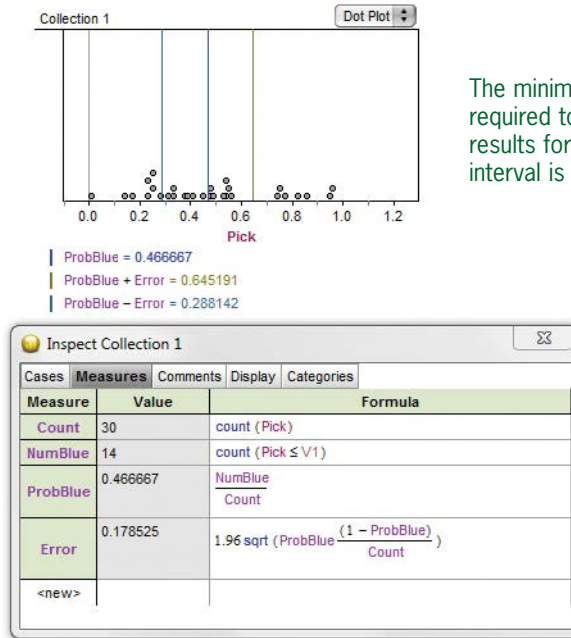 Collection 1
Dot Plot
The minim
required to
results for
interval is
0.0 0.2 0.4 0.6 0.8 1.0 1.2
Pick
ProbBlue = 0.466667
ProbBlue + Error = 0.645191
ProbBlue – Error = 0.288142
Inspect Collection 1
Cases Measures Comments Display Categories
Measure Value Formula
Count 30 count (Pick)
NumBlue 14 count (Pick ≤ V1)
ProbBlue 0.466667 NumBlue
Count
Error 0.178525 1.96 sqrt (ProbBlue (1 – ProbBlue)
Count )
<new>